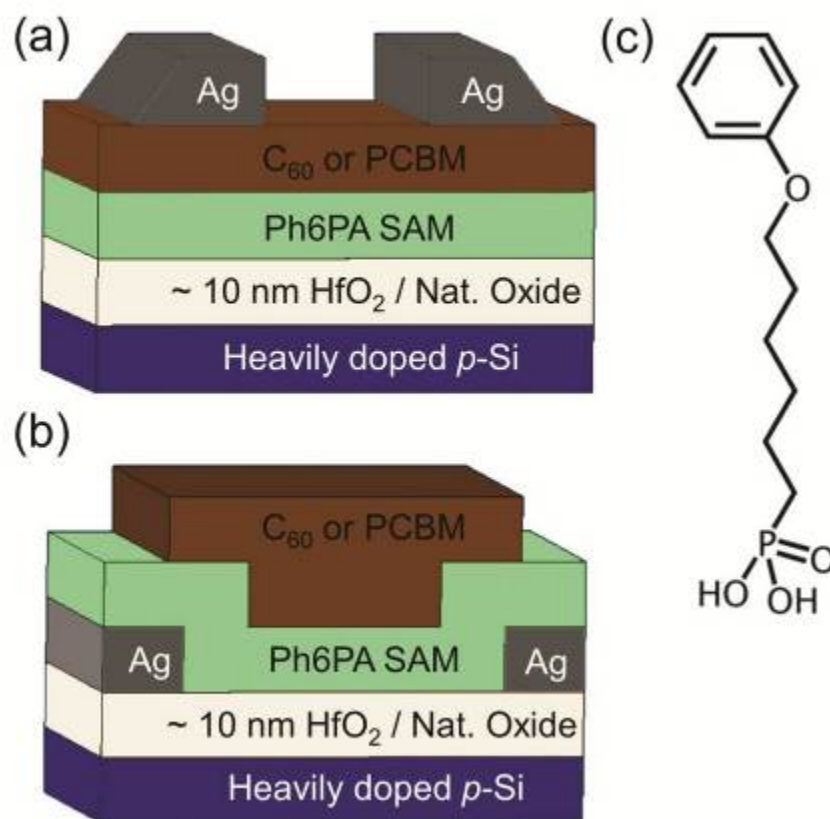 (a)
Ag
Ag
C₆₀ or PCBM
Ph6PA SAM
~ 10 nm HfO₂ / Nat. Oxide
Heavily doped p-Si
(b)
C₆₀ or PCBM
Ag
Ph6PA SAM
Ag
~ 10 nm HfO₂ / Nat. Oxide
Heavily doped p-Si
(c)
O
P
O
HO
OH